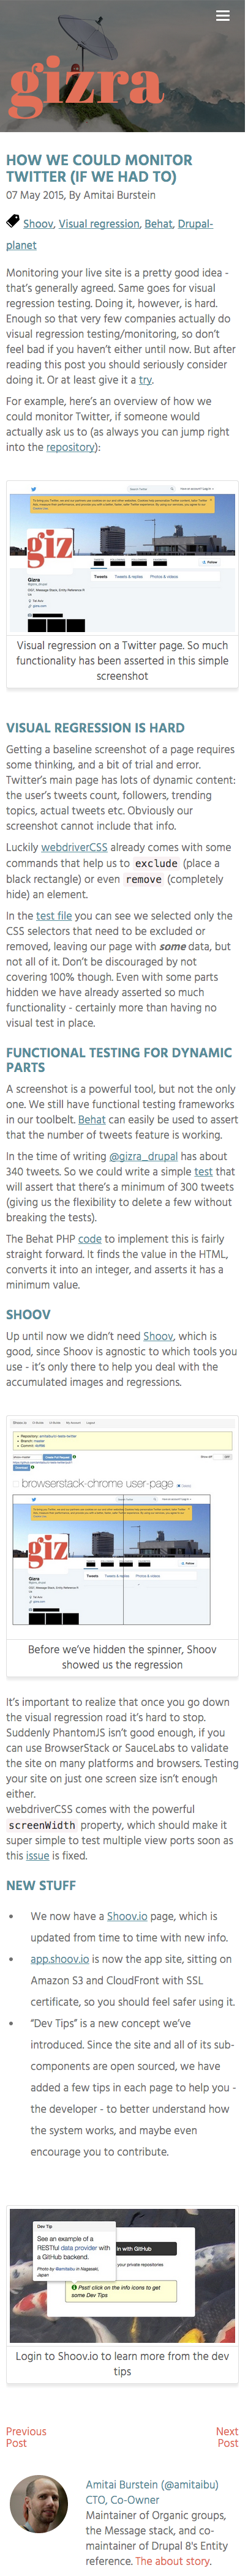 gizra
HOW WE COULD MONITOR
TWITTER (IF WE HAD TO)
07 May 2015, By Amitai Burstein
Shoov, Visual regression, Behat, Drupal-
planet
Monitoring your live site is a pretty good idea -
that's generally agreed. Same goes for visual
regression testing. Doing it, however, is hard.
Enough so that very few companies actually do
visual regression testing/monitoring, so don't
feel bad if you haven't either until now. But after
reading this post you should seriously consider
doing it. Or at least give it a try.
For example, here's an overview of how we
could monitor Twitter, if someone would
actually ask us to (as always you can jump right
into the repository):
giz
Gizra
Tweets Tweets & replies Photos & videos
Visual regression on a Twitter page. So much
functionality has been asserted in this simple
screenshot
VISUAL REGRESSION IS HARD
Getting a baseline screenshot of a page requires
some thinking, and a bit of trial and error.
Twitter's main page has lots of dynamic content:
the user's tweets count, followers, trending
topics, actual tweets etc. Obviously our
screenshot cannot include that info.
Luckily webdriverCSS already comes with some
commands that help us to exclude (place a
black rectangle) or even remove (completely
hide) an element.
In the test file you can see we selected only the
CSS selectors that need to be excluded or
removed, leaving our page with some data, but
not all of it. Don't be discouraged by not
covering 100% though. Even with some parts
hidden we have already asserted so much
functionality - certainly more than having no
visual test in place.
FUNCTIONAL TESTING FOR DYNAMIC
PARTS
A screenshot is a powerful tool, but not the only
one. We still have functional testing frameworks
in our toolbelt. Behat can easily be used to assert
that the number of tweets feature is working.
In the time of writing @gizra_drupal has about
340 tweets. So we could write a simple test that
will assert that there's a minimum of 300 tweets
(giving us the flexibility to delete a few without
breaking the tests).
The Behat PHP code to implement this is fairly
straight forward. It finds the value in the HTML,
converts it into an integer, and asserts it has a
minimum value.
SHOOV
Up until now we didn't need Shoov, which is
good, since Shoov is agnostic to which tools you
use - it's only there to help you deal with the
accumulated images and regressions.
browserstack-chrome user-page
giz
Gizra
Tweets Tweets & replies Photos & videos
Before we've hidden the spinner, Shoov
showed us the regression
It's important to realize that once you go down
the visual regression road it's hard to stop.
Suddenly PhantomJS isn't good enough, if you
can use BrowserStack or SauceLabs to validate
the site on many platforms and browsers. Testing
your site on just one screen size isn't enough
either.
webdriverCSS comes with the powerful
screenWidth property, which should make it
super simple to test multiple view ports soon as
this issue is fixed.
NEW STUFF
• We now have a Shoov.io page, which is
updated from time to time with new info.
• app.shoov.io is now the app site, sitting on
Amazon S3 and CloudFront with SSL
certificate, so you should feel safer using it.
• "Dev Tips" is a new concept we've
introduced. Since the site and all of its sub-
components are open sourced, we have
added a few tips in each page to help you -
the developer - to better understand how
the system works, and maybe even
encourage you to contribute.
Dev Tip
See an example of a
RESTful data provider with
a GitHub backend.
Photo by @amitaibu in Nagasaki,
Japan
in with GitHub
your private repositories
Psst! click on the info icons to get
some Dev Tips
Login to Shoov.io to learn more from the dev
tips
Previous
Post
Next
Post
Amitai Burstein (@amitaibu)
CTO, Co-Owner
Maintainer of Organic groups,
the Message stack, and co-
maintainer of Drupal 8's Entity
reference. The about story.